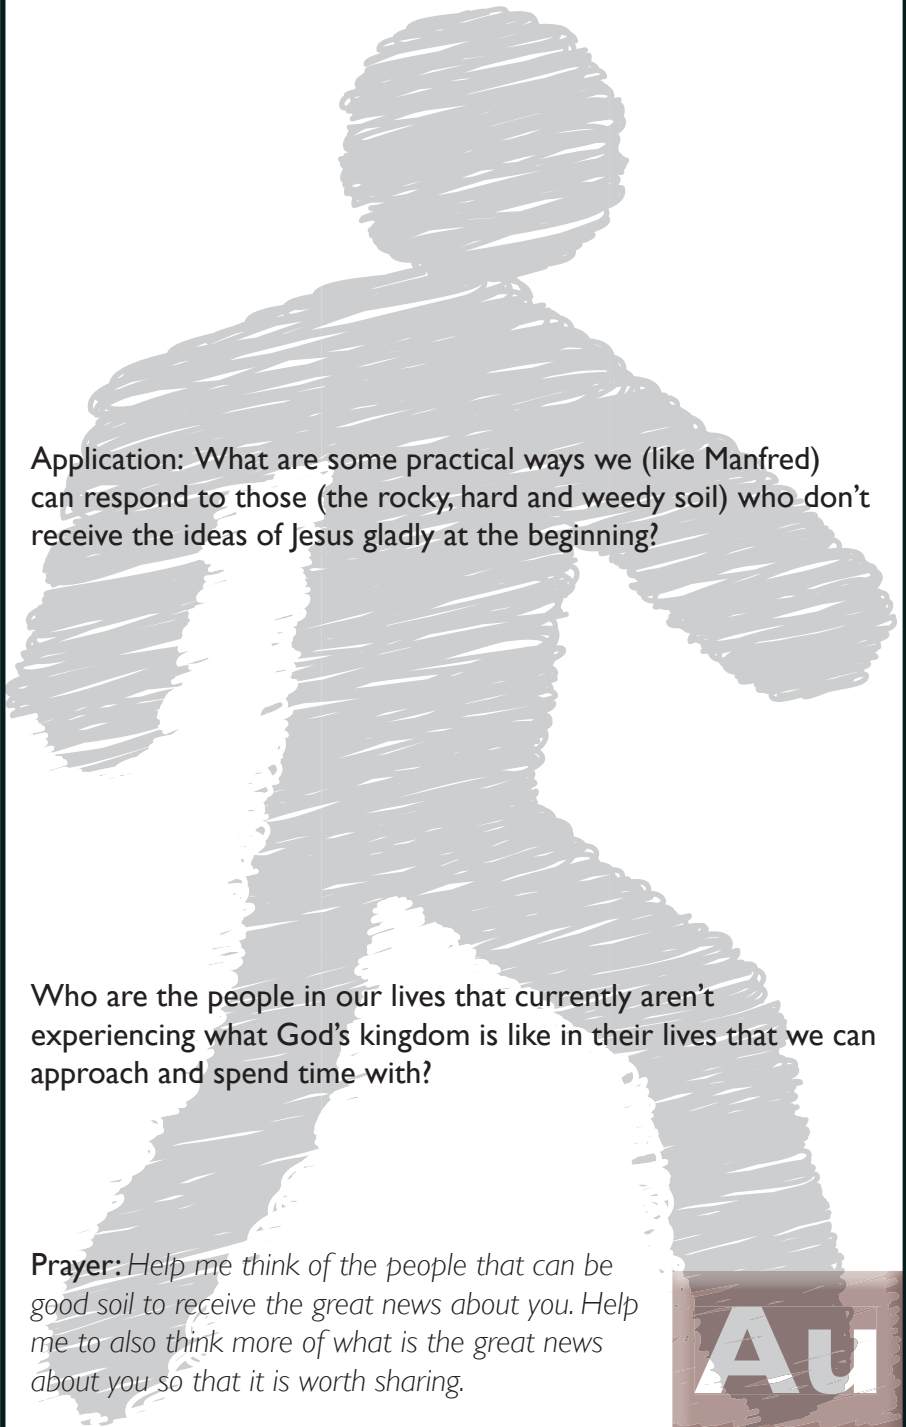 Application: What are some practical ways we (like Manfred)
can respond to those (the rocky, hard and weedy soil) who don’t
receive the ideas of Jesus gladly at the beginning?
Who are the people in our lives that currently aren’t
experiencing what God’s kingdom is like in their lives that we can
approach and spend time with?
Prayer: Help me think of the people that can be
good soil to receive the great news about you. Help
me to also think more of what is the great news
about you so that it is worth sharing.
Au